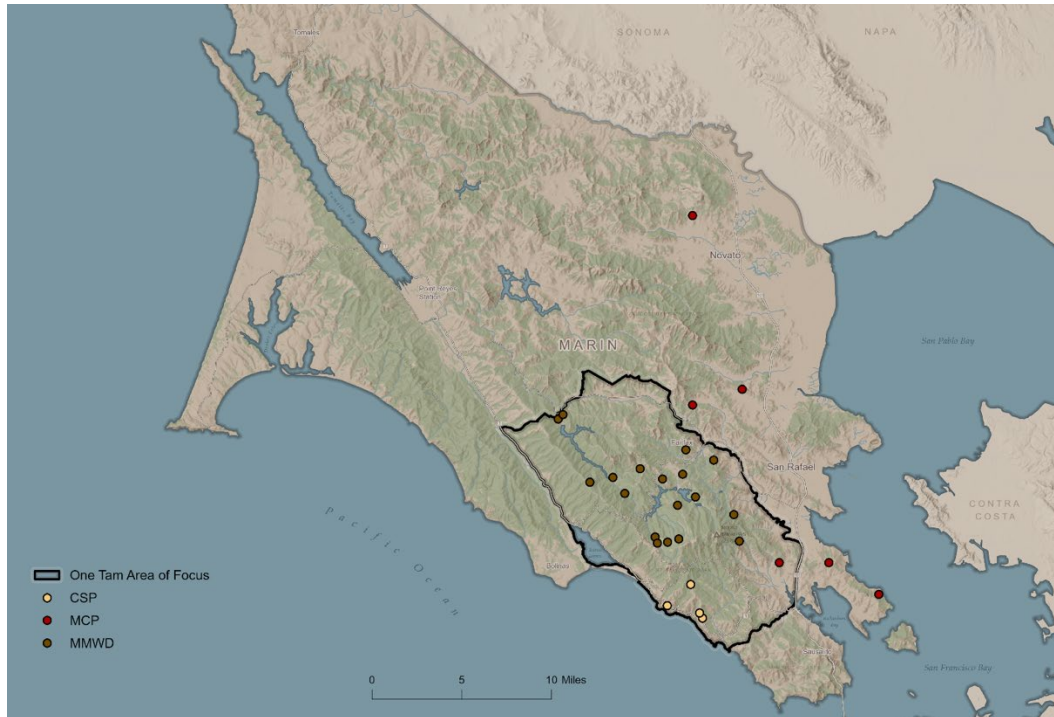 Tomales
SONOMA
NAPA
Novato
Point Reyes
Station
MARIN
San Pablo Bay
Fairfax
San Rafael
CONTRA
COSTA
Pacific
Ocean
Bolinas
Sausalito
San Francisco Bay
One Tam Area of Focus
CSP
MCP
MMWD
0 5 10 Miles